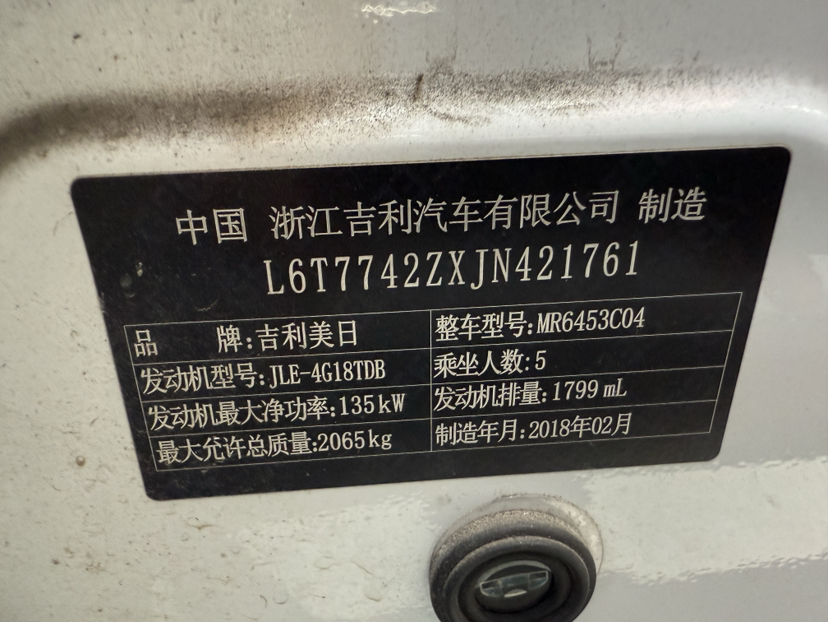 中国 浙江吉利汽车有限公司 制造
L6T7742ZXJN421761
品 牌:吉利美日 整车型号:MR6453C04
发动机型号:JLE-4G18TDB 乘坐人数:5
发动机最大净功率:135kW 发动机排量:1799 mL
最大允许总质量:2065kg 制造年月:2018年02月